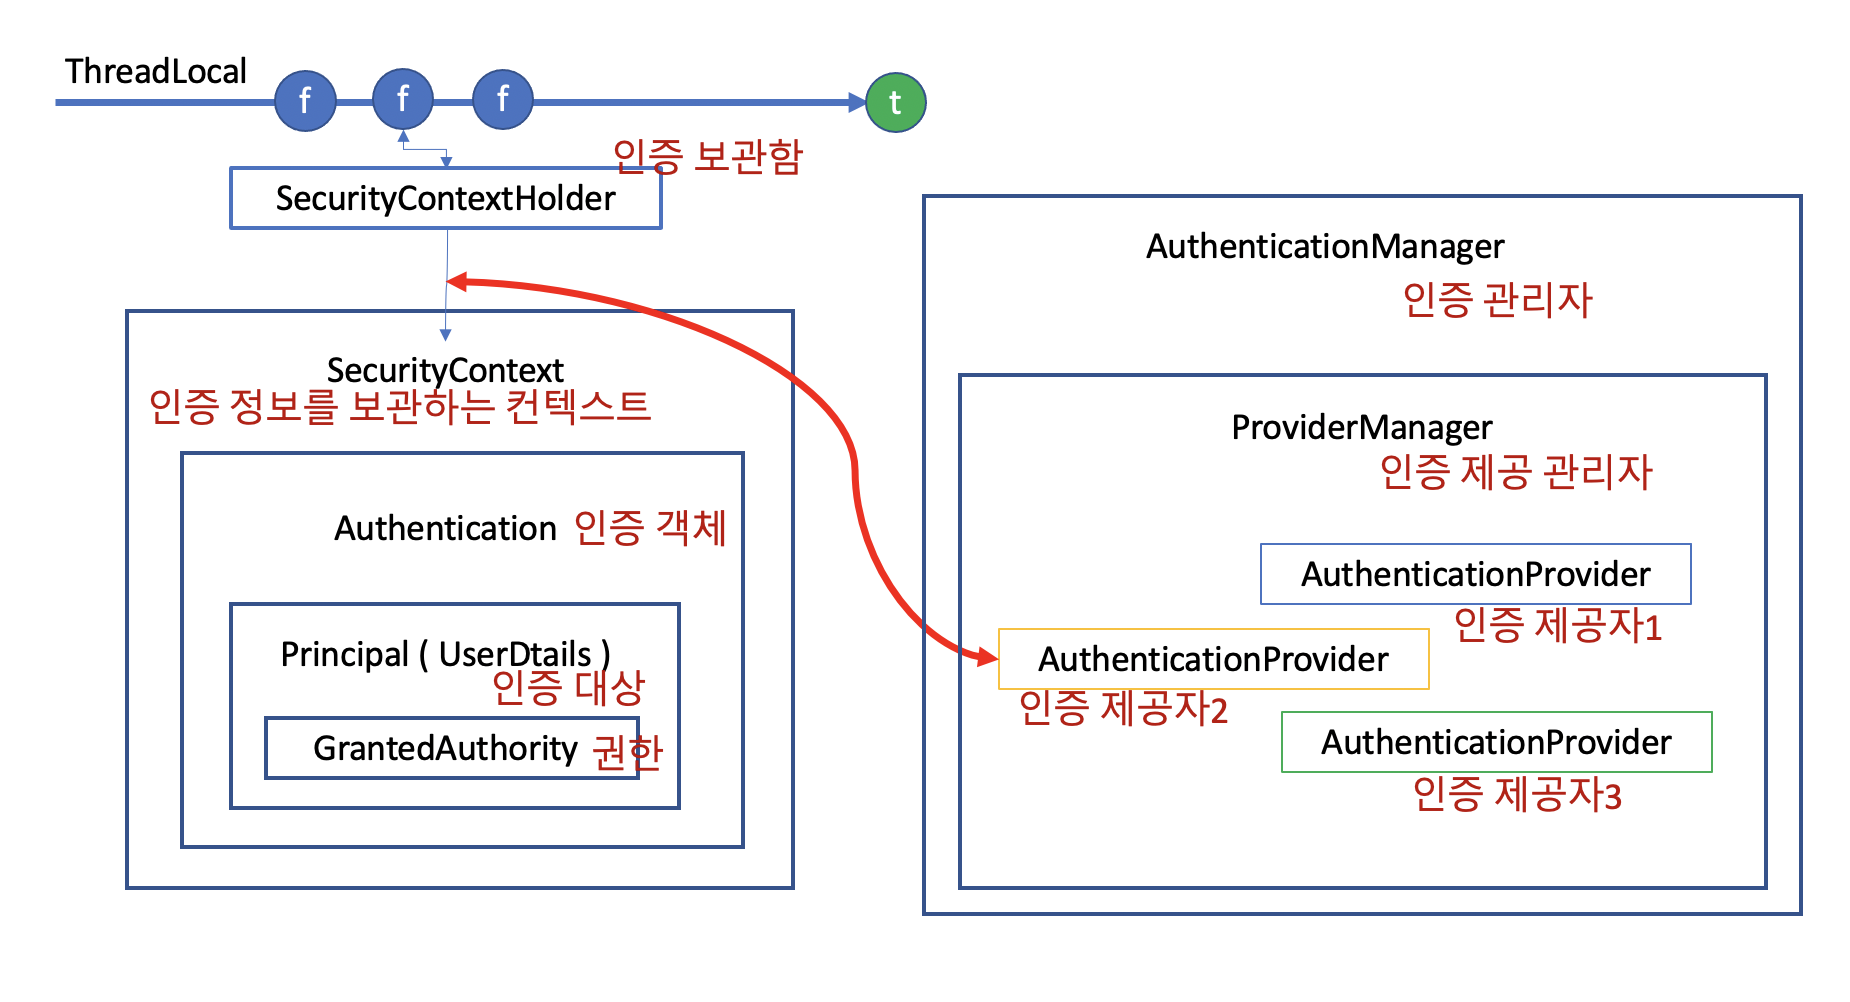 ThreadLocal
f
f
f
t
인증 보관함
SecurityContextHolder
SecurityContext
인증 정보를 보관하는 컨텍스트
Authentication 인증 객체
Principal ( UserDtails )
인증 대상
GrantedAuthority 권한
AuthenticationManager
인증 관리자
ProviderManager
인증 제공 관리자
AuthenticationProvider
인증 제공자1
AuthenticationProvider
인증 제공자2
AuthenticationProvider
인증 제공자3